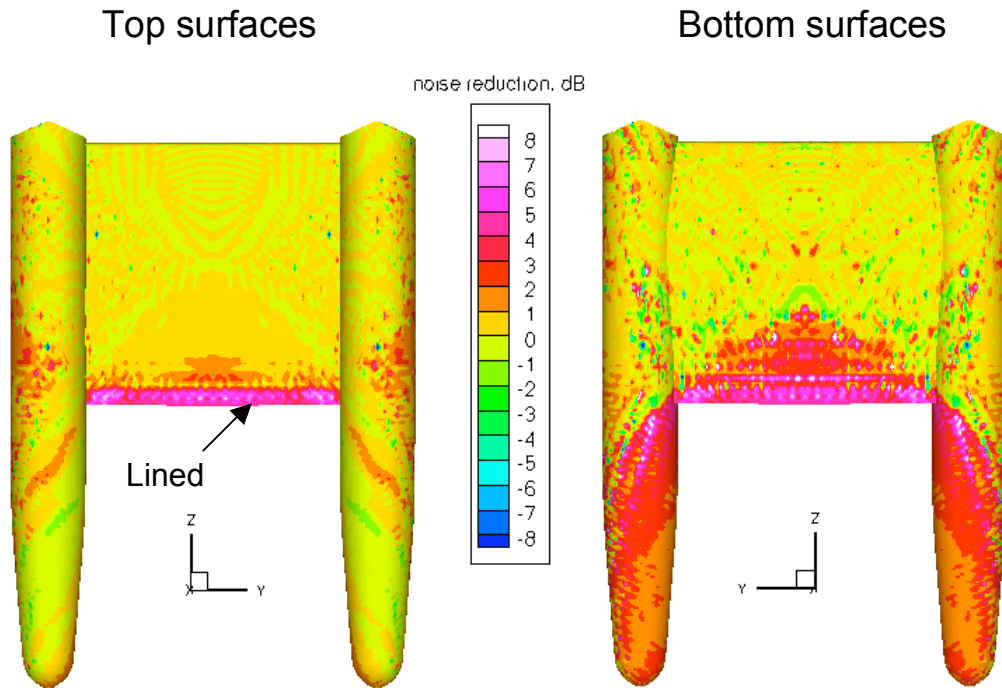 Top surfaces
Bottom surfaces
noise reduction, dB
8
7
6
5
4
3
2
1
0
-1
-2
-3
-4
-5
-6
-7
-8
Lined
Z
X
Y
Z
Y